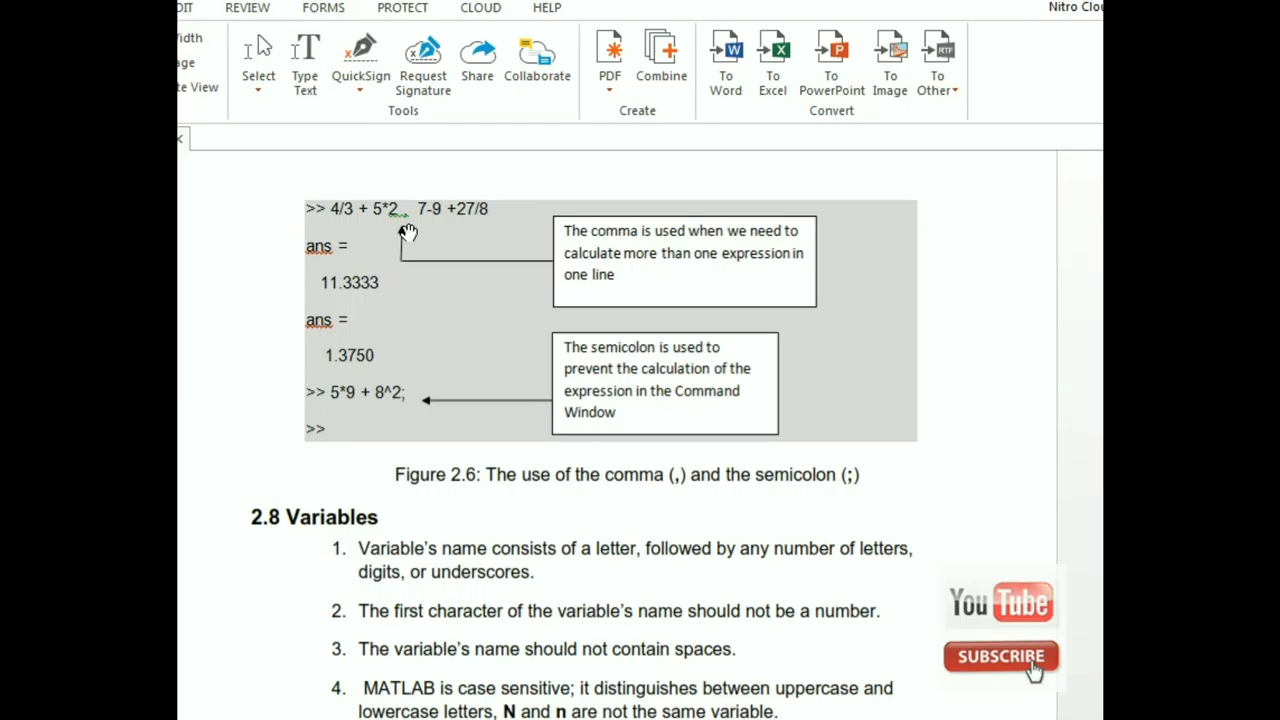 DIT REVIEW FORMS PROTECT CLOUD HELP Nitro Clou
idth
age
te View
Select Type Text QuickSign Request Signature Share Collaborate PDF Combine To Word To Excel To PowerPoint To Image To Other
Tools Create Convert
>> 4/3 + 5*2 , 7-9 +27/8
The comma is used when we need to
calculate more than one expression in
one line
ans =
11.3333
ans =
1.3750
The semicolon is used to
prevent the calculation of the
expression in the Command
Window
>> 5*9 + 8^2;
>>
Figure 2.6: The use of the comma (,) and the semicolon (;)
2.8 Variables
1. Variable’s name consists of a letter, followed by any number of letters,
digits, or underscores.
2. The first character of the variable’s name should not be a number.
3. The variable’s name should not contain spaces.
4. MATLAB is case sensitive; it distinguishes between uppercase and
lowercase letters, N and n are not the same variable.
You Tube
SUBSCRIBE